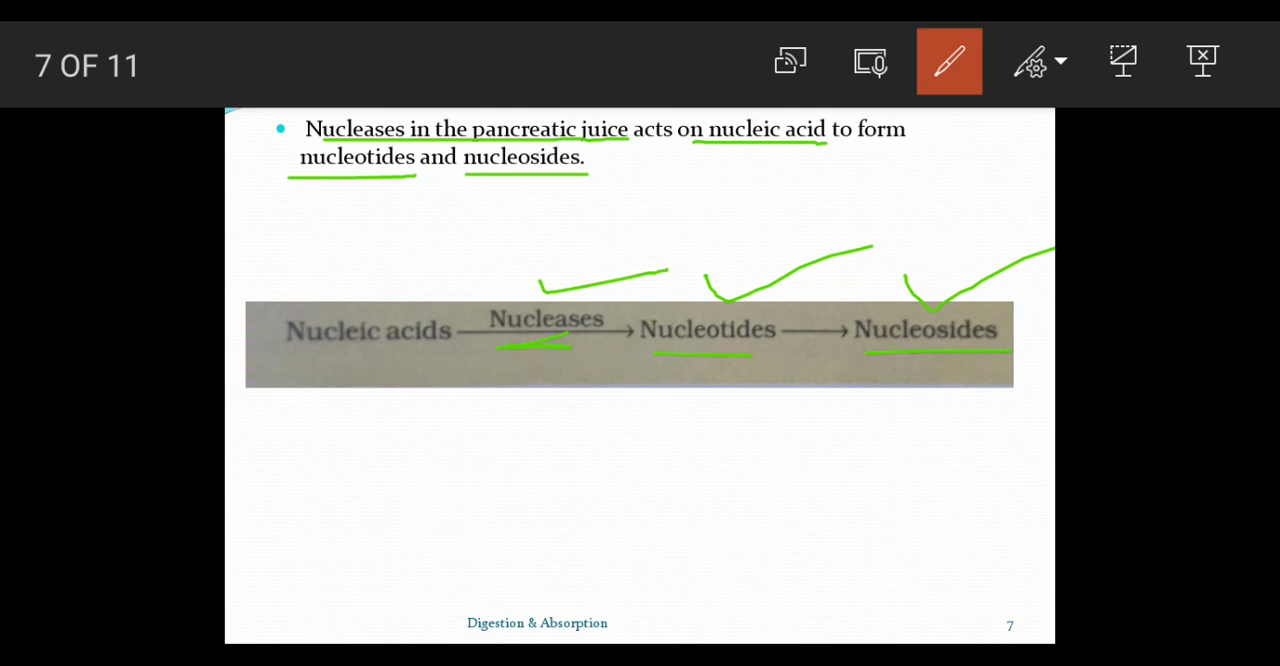 7 OF 11
Nucleases in the pancreatic juice acts on nucleic acid to form
nucleotides and nucleosides.
Nucleic acids Nucleases Nucleotides Nucleosides
Digestion & Absorption 7